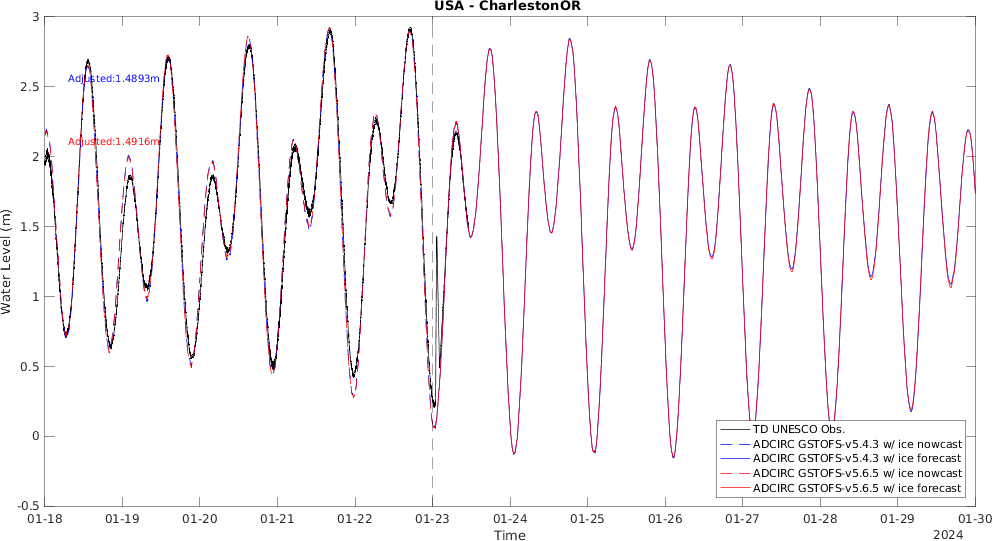 USA - CharlestonOR
3
2.5
2
1.5
1
0.5
0
-0.5
Water Level (m)
Adjusted:1.4893m
Adjusted:1.4916m
TD UNESCO Obs.
ADCIRC GSTOFS-v5.4.3 w/ ice nowcast
ADCIRC GSTOFS-v5.4.3 w/ ice forecast
ADCIRC GSTOFS-v5.6.5 w/ ice nowcast
ADCIRC GSTOFS-v5.6.5 w/ ice forecast
01-18 01-19 01-20 01-21 01-22 01-23 01-24 01-25 01-26 01-27 01-28 01-29 01-30
Time
2024